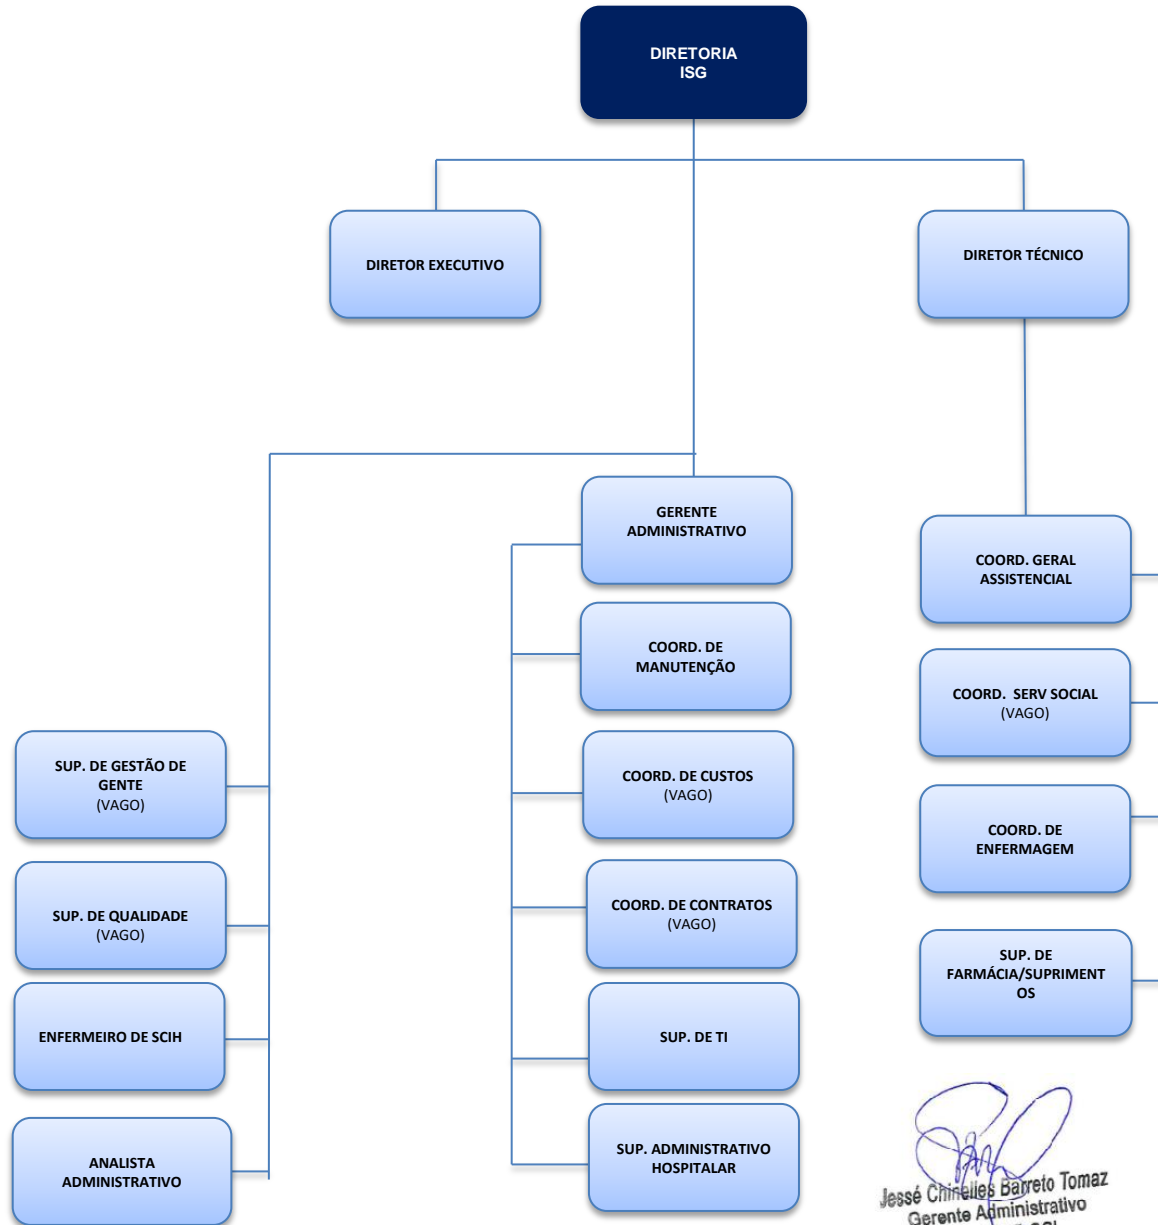 DIRETORIA
ISG
DIRETOR EXECUTIVO
DIRETOR TÉCNICO
GERENTE
ADMINISTRATIVO
COORD. GERAL
ASSISTENCIAL
COORD. DE
MANUTENÇÃO
COORD. SERV SOCIAL
(VAGO)
SUP. DE GESTÃO DE
GENTE
(VAGO)
COORD. DE CUSTOS
(VAGO)
COORD. DE
ENFERMAGEM
SUP. DE QUALIDADE
(VAGO)
COORD. DE CONTRATOS
(VAGO)
SUP. DE
FARMÁCIA/SUPRIMENT
OS
ENFERMEIRO DE SCIH
SUP. DE TI
ANALISTA
ADMINISTRATIVO
SUP. ADMINISTRATIVO
HOSPITALAR
Jessé Chinelles Barreto Tomaz
Gerente Administrativo